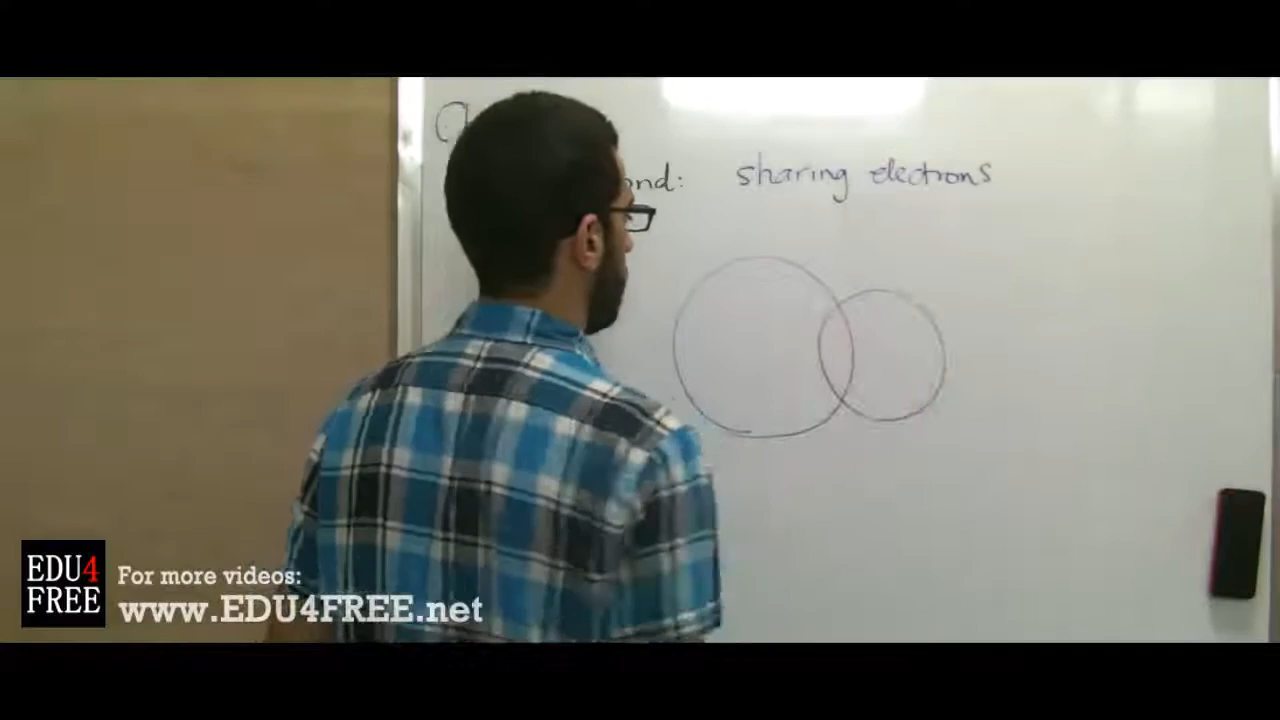 ond: sharing electrons
EDU4
FREE
For more videos:
www.EDU4FREE.net